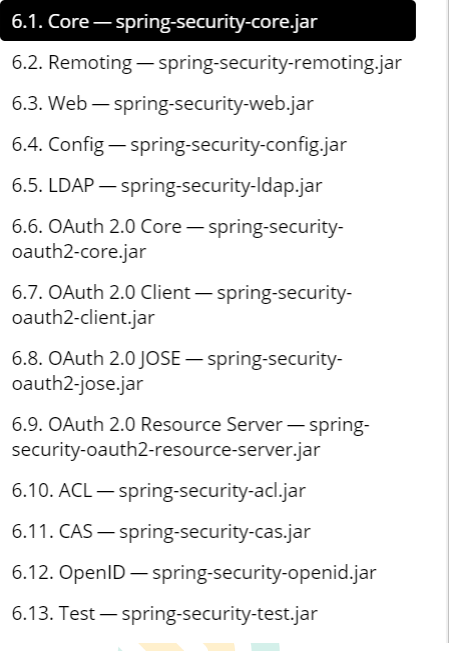 6.1. Core — spring-security-core.jar
6.2. Remoting — spring-security-remoting.jar
6.3. Web — spring-security-web.jar
6.4. Config — spring-security-config.jar
6.5. LDAP — spring-security-ldap.jar
6.6. OAuth 2.0 Core — spring-security-
oauth2-core.jar
6.7. OAuth 2.0 Client — spring-security-
oauth2-client.jar
6.8. OAuth 2.0 JOSE — spring-security-
oauth2-jose.jar
6.9. OAuth 2.0 Resource Server — spring-
security-oauth2-resource-server.jar
6.10. ACL — spring-security-acl.jar
6.11. CAS — spring-security-cas.jar
6.12. OpenID — spring-security-openid.jar
6.13. Test — spring-security-test.jar